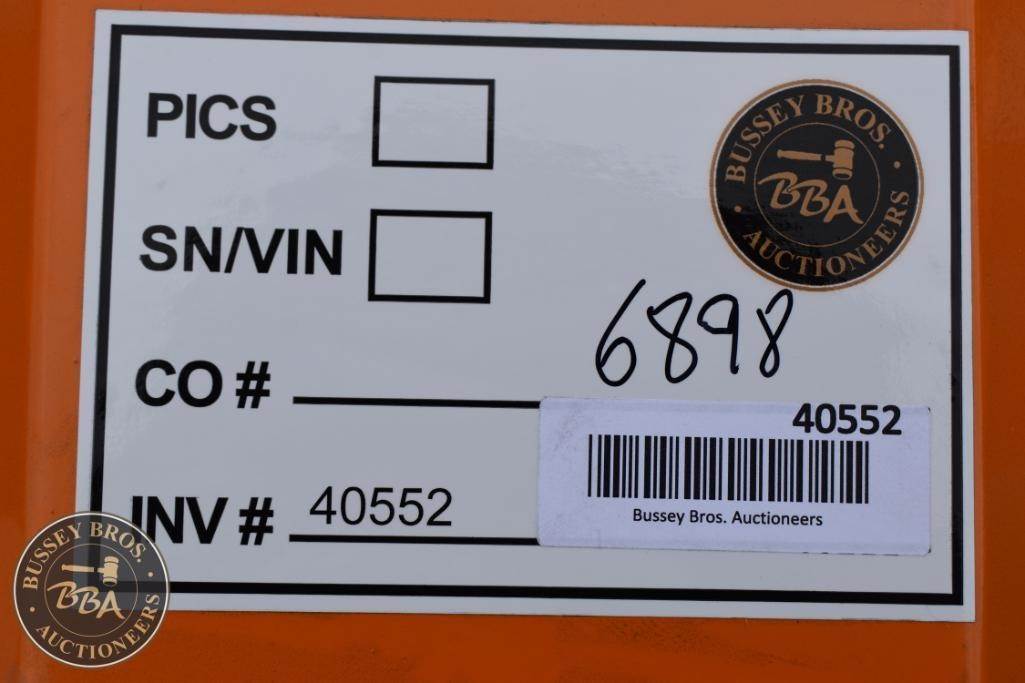 PICS
BUSSEY BROS.
BBA
AUCTIONEERS
SN/VIN
6898
CO #
40552
Bussey Bros. Auctioneers
INV # 40552
BUSSEY BROS.
BBA
AUCTIONEERS